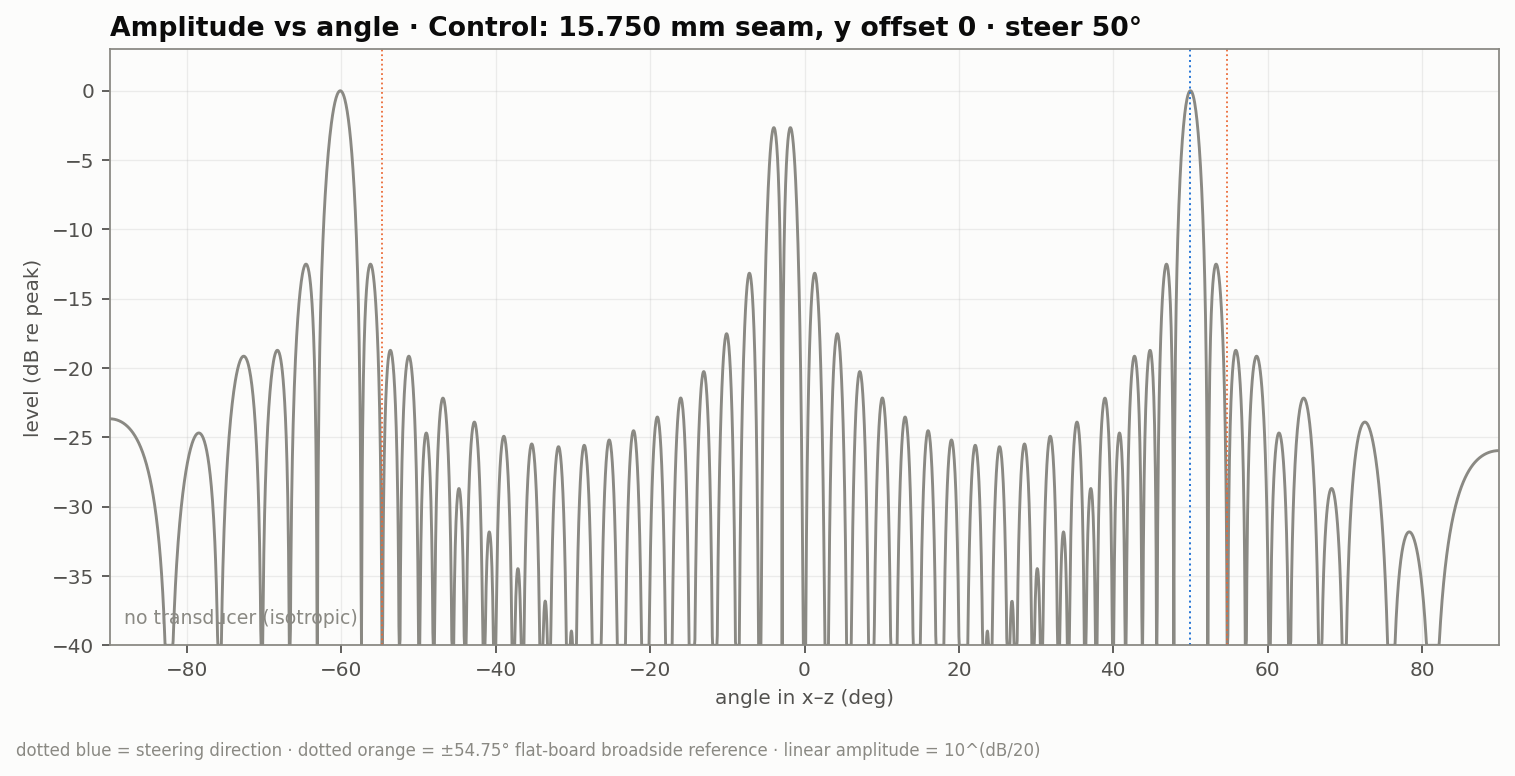 Amplitude vs angle · Control: 15.750 mm seam, y offset 0 · steer 50°
level (dB re peak)
0
−5
−10
−15
−20
−25
−30
−35
−40
no transducer (isotropic)
−80 −60 −40 −20 0 20 40 60 80
angle in x–z (deg)
dotted blue = steering direction · dotted orange = ±54.75° flat-board broadside reference · linear amplitude = 10^(dB/20)